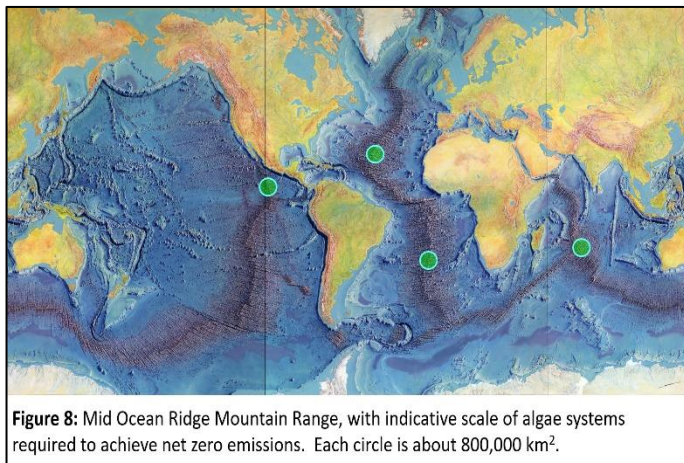 Figure 8: Mid Ocean Ridge Mountain Range, with indicative scale of algae systems
required to achieve net zero emissions.  Each circle is about 800,000 km².